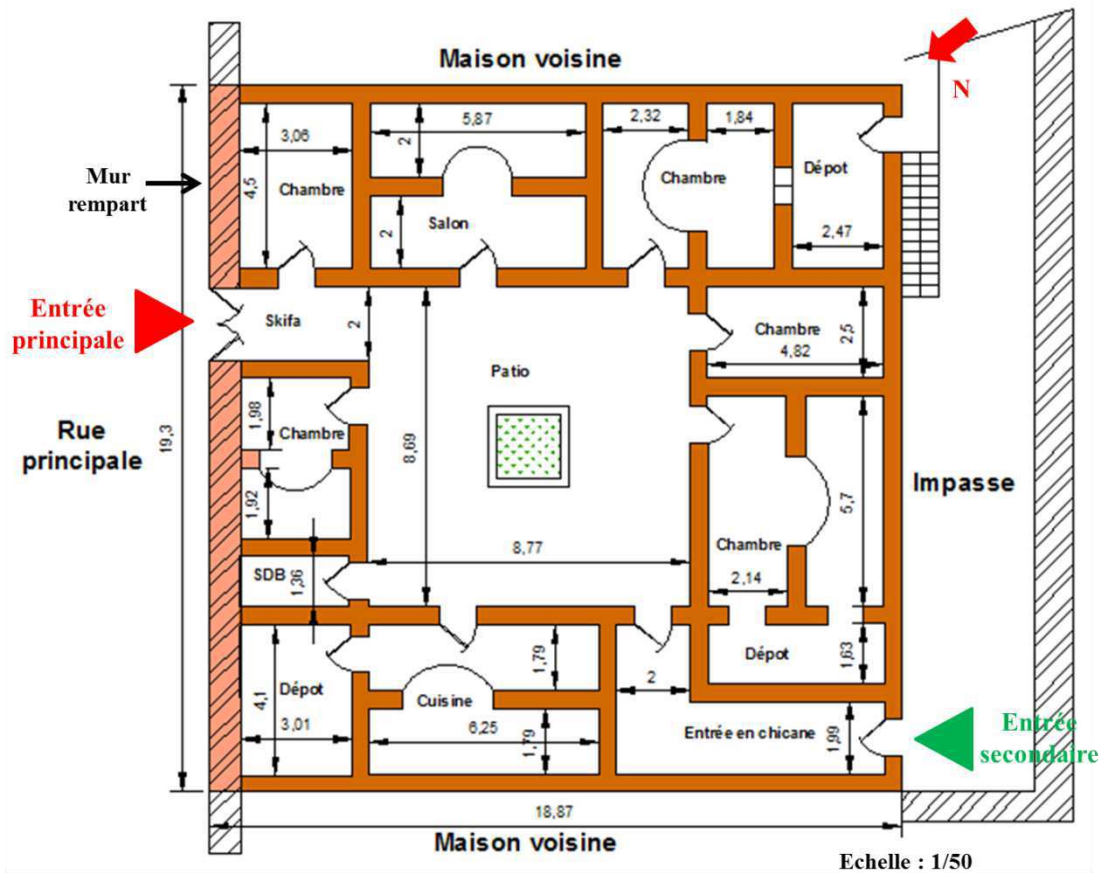 Maison voisine
N
Mur
rempart
3,06
4,5
Chambre
5,87
2
Salon
2
2,32
1,84
Chambre
Dépot
2,47
Entrée
principale
Skifa
2
Patio
Chambre
4,82
2,5
Rue
principale
19,3
1,98
Chambre
1,92
8,69
8,77
SDB
1,36
Chambre
2,14
5,7
Impasse
Dépot
1,63
Dépot
4,1
3,01
1,79
Cuisine
6,25
1,79
2
Entrée en chicane
1,99
Entrée
secondaire
18,87
Maison voisine
Echelle : 1/50